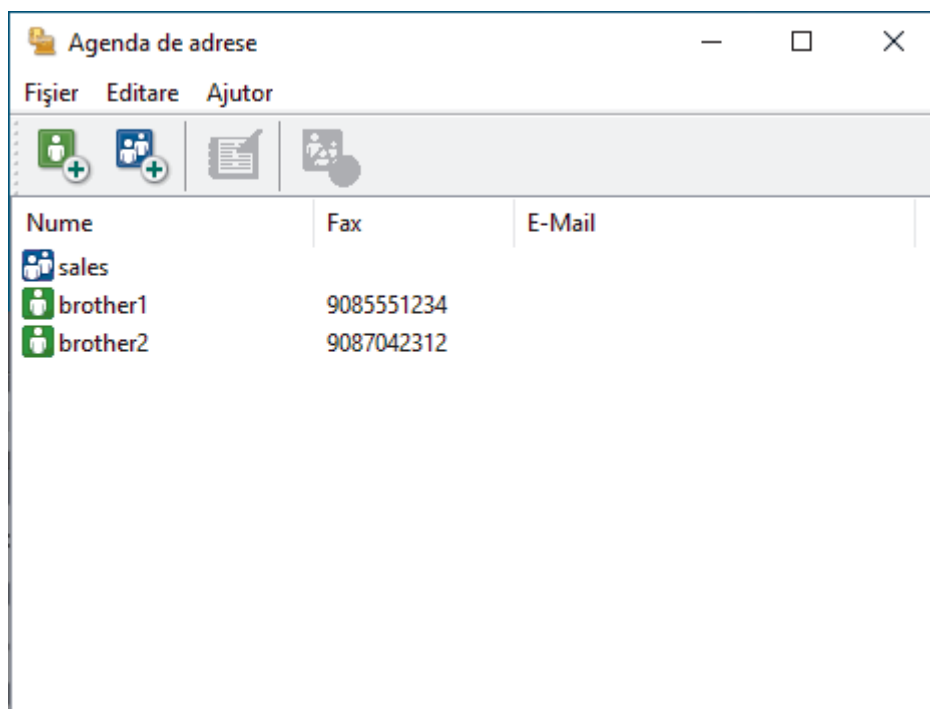 Agenda de adrese
Fişier Editare Ajutor
Nume Fax E-Mail
sales
brother1 9085551234
brother2 9087042312